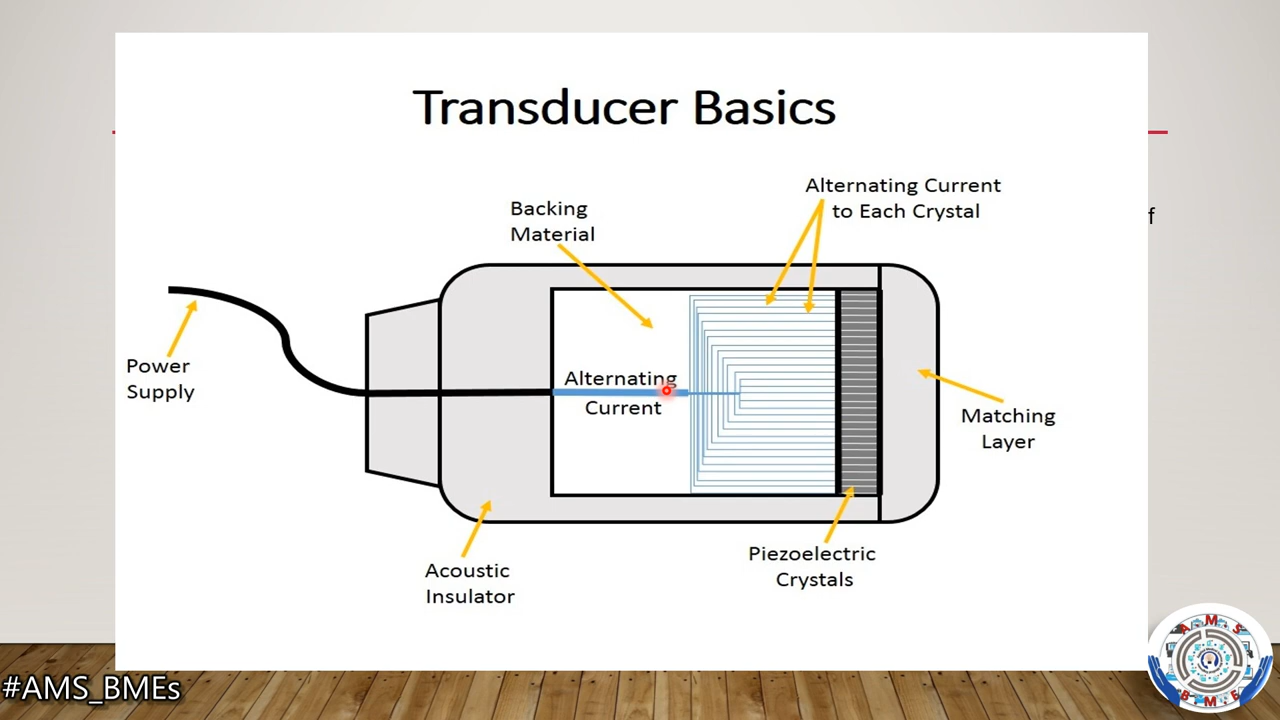 Transducer Basics
Alternating Current
to Each Crystal
Backing
Material
f
Power
Supply
Alternating
Current
Matching
Layer
Piezoelectric
Crystals
Acoustic
Insulator
#AMS_BMEs
A M S
B M E